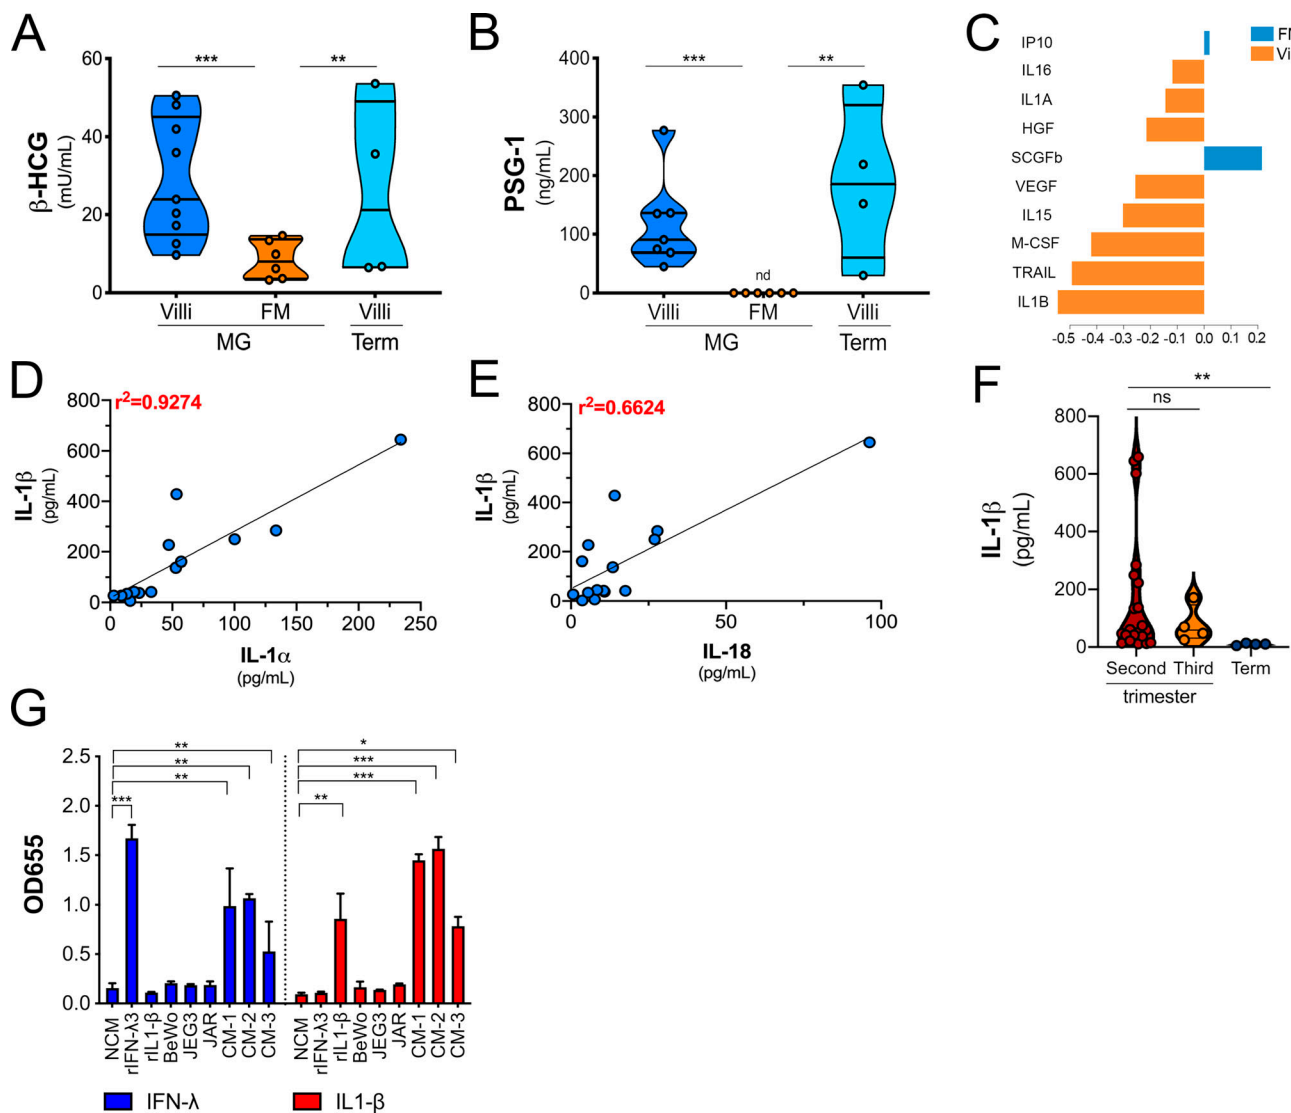 A
β-HCG
(mU/mL)
60
40
20
0
***
**
Villi
FM
Villi
MG
Term
B
PSG-1
(ng/mL)
400
300
200
100
0
***
**
nd
Villi
FM
Villi
MG
Term
C
IP10
IL16
IL1A
HGF
SCGFb
VEGF
IL15
M-CSF
TRAIL
IL1B
-0.5 -0.4 -0.3 -0.2 -0.1 0.0 0.1 0.2
D
r²=0.9274
IL-1β
(pg/mL)
800
600
400
200
0
0 50 100 150 200 250
IL-1α
(pg/mL)
E
r²=0.6624
IL-1β
(pg/mL)
800
600
400
200
0
0 50 100
IL-18
(pg/mL)
F
**
ns
IL-1β
(pg/mL)
800
600
400
200
0
Second Third Term
trimester
G
OD655
2.5
2.0
1.5
1.0
0.5
0.0
**
**
**
***
*
***
***
**
NCM
rIFN-λ3
rIL1-β
BeWo
JEG3
JAR
CM-1
CM-2
CM-3
NCM
rIFN-λ3
rIL1-β
BeWo
JEG3
JAR
CM-1
CM-2
CM-3
IFN-λ
IL1-β